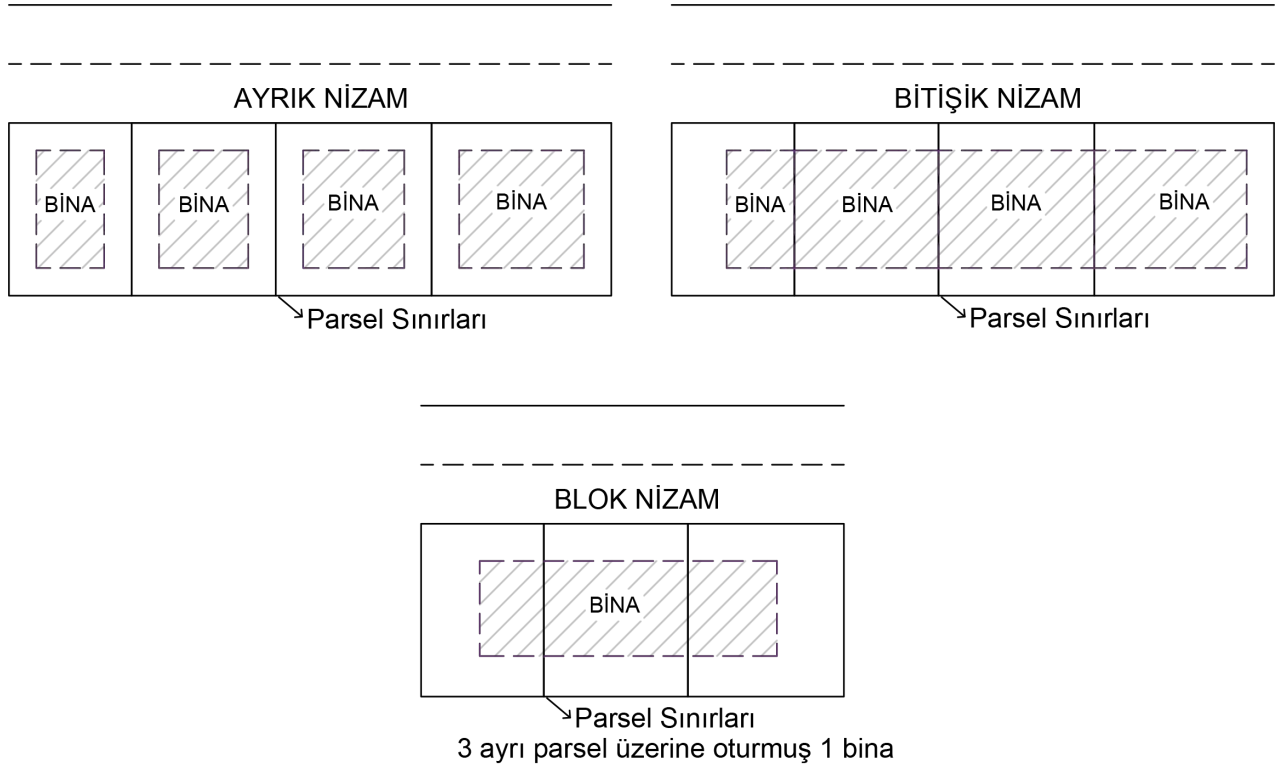 AYRIK NİZAM
BİNA
BİNA
BİNA
BİNA
Parsel Sınırları
BİTİŞİK NİZAM
BİNA
BİNA
BİNA
BİNA
Parsel Sınırları
BLOK NİZAM
BİNA
Parsel Sınırları
3 ayrı parsel üzerine oturmuş 1 bina